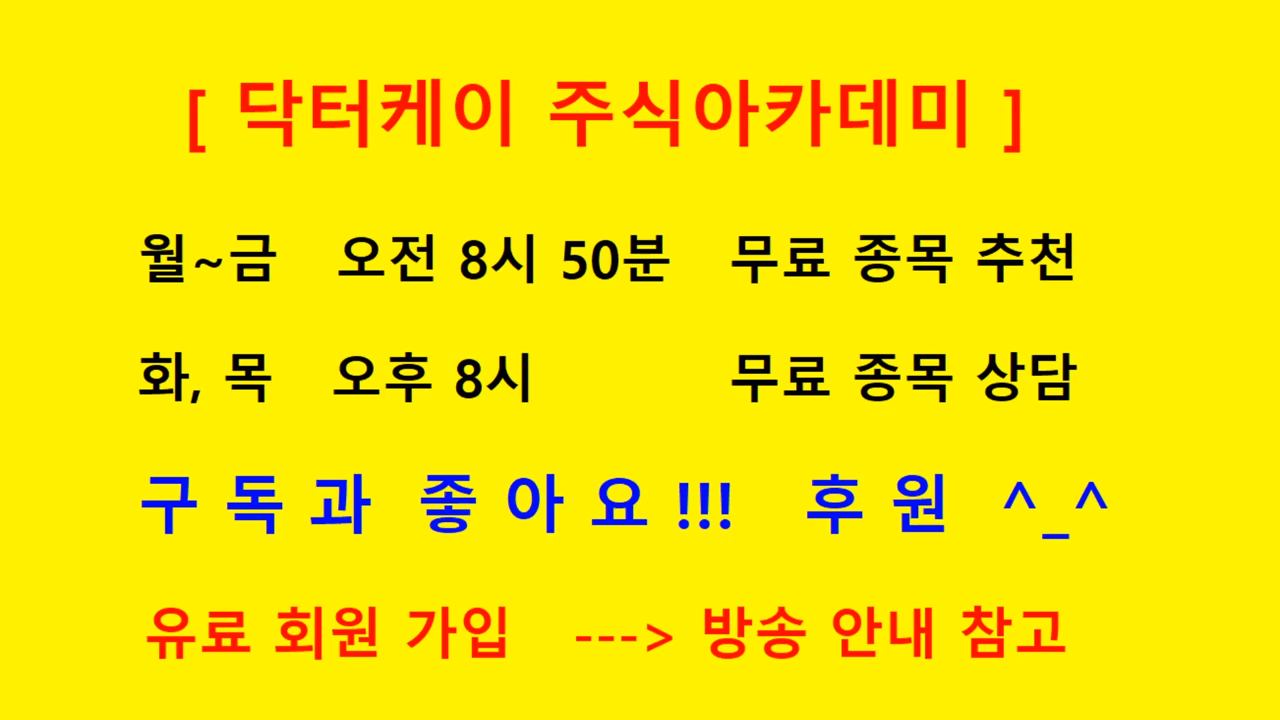 [ 닥터케이 주식아카데미 ]
월~금 오전 8시 50분 무료 종목 추천
화, 목 오후 8시 무료 종목 상담
구 독 과 좋 아 요 !!! 후 원 ^_^
유료 회원 가입 ---> 방송 안내 참고